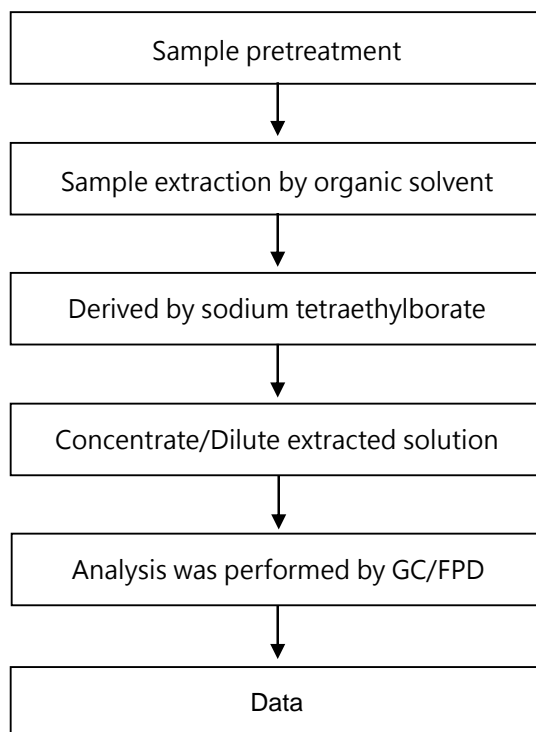 Sample pretreatment
Sample extraction by organic solvent
Derived by sodium tetraethylborate
Concentrate/Dilute extracted solution
Analysis was performed by GC/FPD
Data